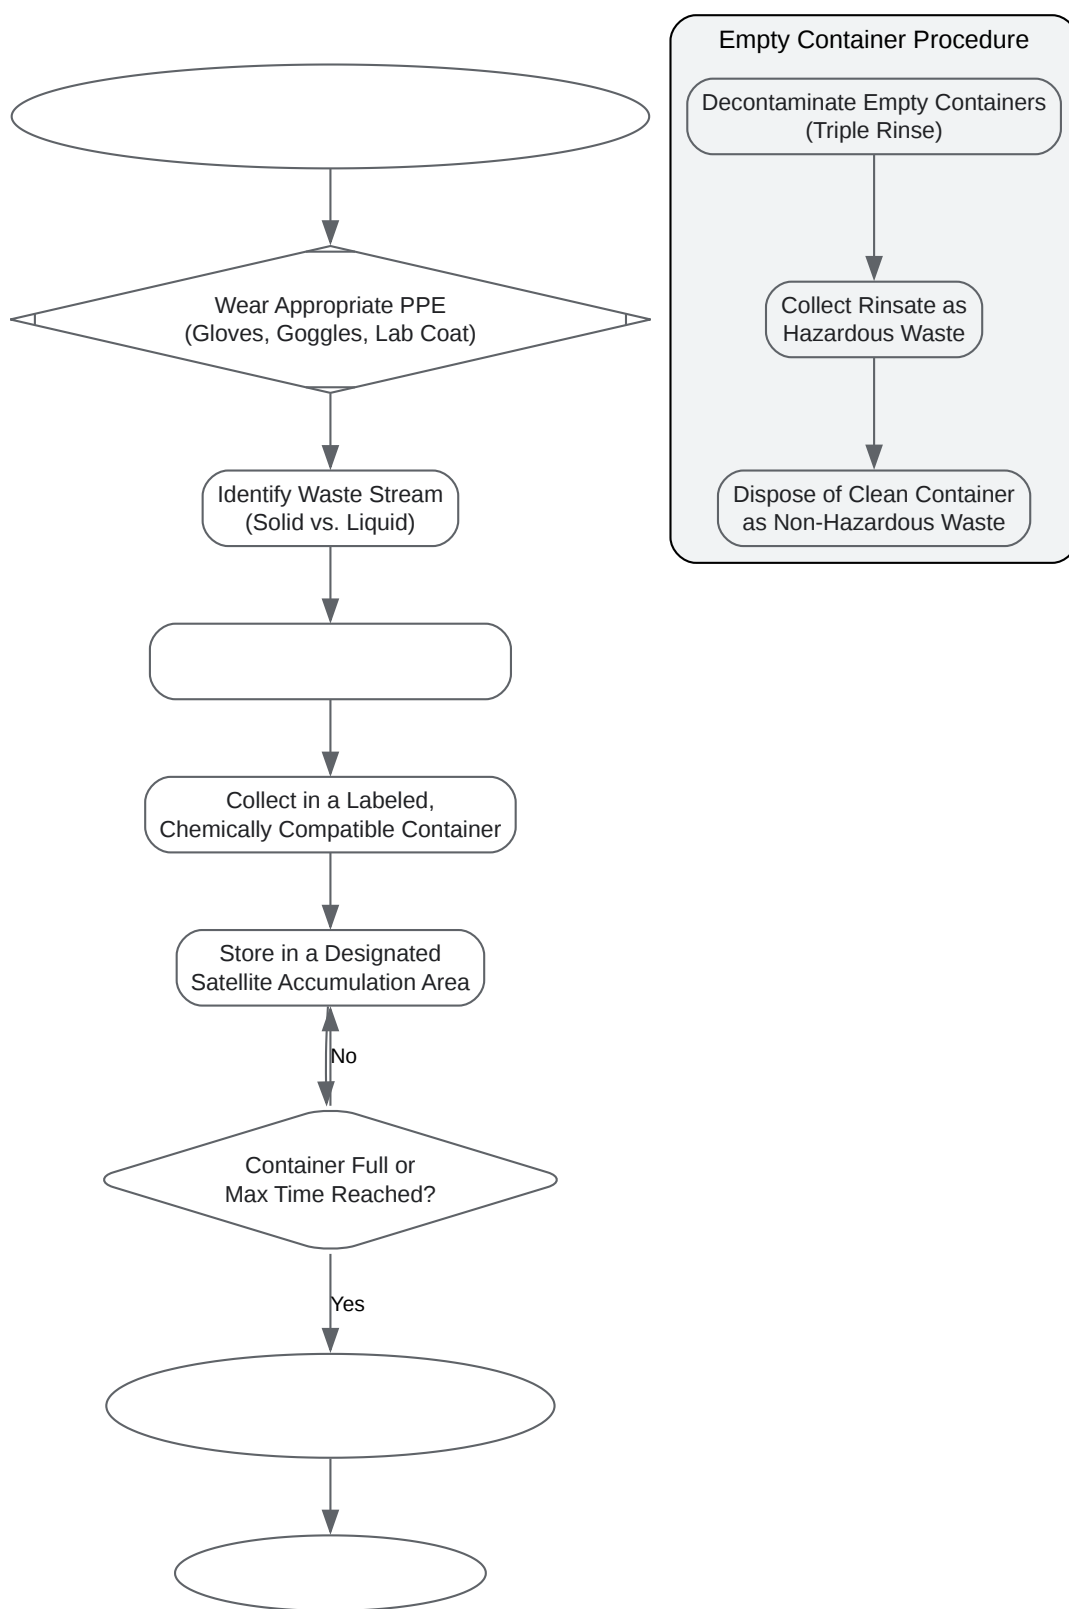 Empty Container Procedure
Decontaminate Empty Containers
(Triple Rinse)
Collect Rinsate as
Hazardous Waste
Dispose of Clean Container
as Non-Hazardous Waste
Wear Appropriate PPE
(Gloves, Goggles, Lab Coat)
Identify Waste Stream
(Solid vs. Liquid)
Collect in a Labeled,
Chemically Compatible Container
Store in a Designated
Satellite Accumulation Area
No
Container Full or
Max Time Reached?
Yes